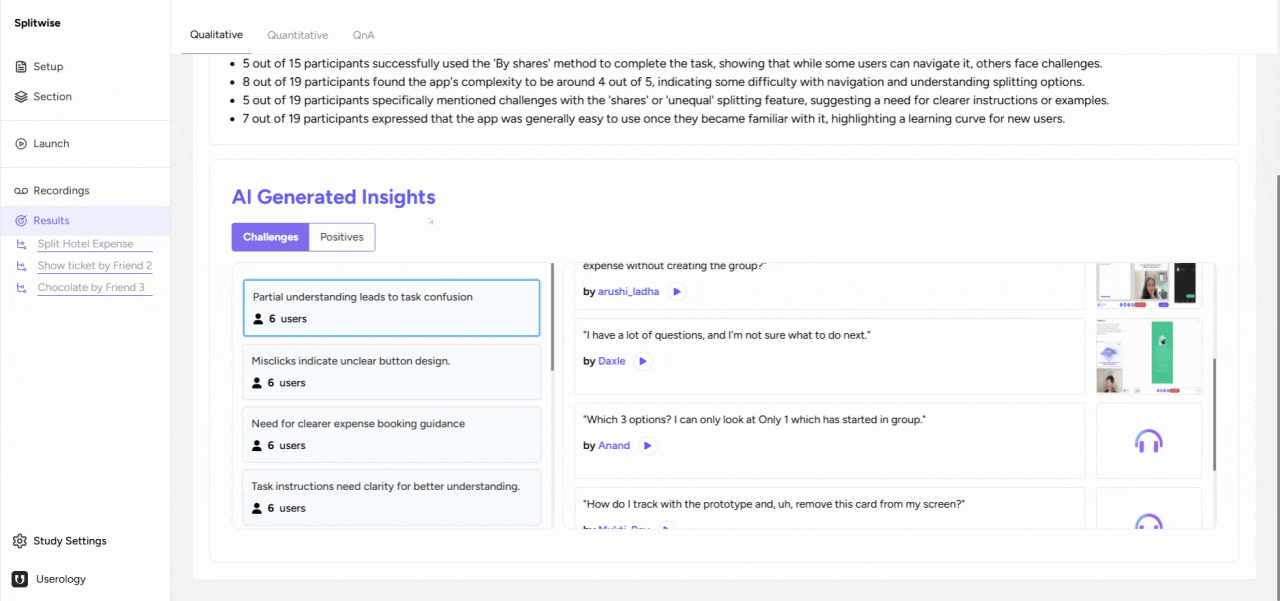 Splitwise
Setup
Section
Launch
Recordings
Results
Split Hotel Expense
Show ticket by Friend 2
Chocolate by Friend 3
Study Settings
Userology
Qualitative
Quantitative
QnA
5 out of 15 participants successfully used the 'By shares' method to complete the task, showing that while some users can navigate it, others face challenges.
8 out of 19 participants found the app's complexity to be around 4 out of 5, indicating some difficulty with navigation and understanding splitting options.
5 out of 19 participants specifically mentioned challenges with the 'shares' or 'unequal' splitting feature, suggesting a need for clearer instructions or examples.
7 out of 19 participants expressed that the app was generally easy to use once they became familiar with it, highlighting a learning curve for new users.
AI Generated Insights
Challenges
Positives
Partial understanding leads to task confusion
6 users
Misclicks indicate unclear button design.
6 users
Need for clearer expense booking guidance
6 users
Task instructions need clarity for better understanding.
6 users
expense without creating the group?"
by arushi_ladha
"I have a lot of questions, and I'm not sure what to do next."
by Daxle
"Which 3 options? I can only look at Only 1 which has started in group."
by Anand
"How do I track with the prototype and, uh, remove this card from my screen?"